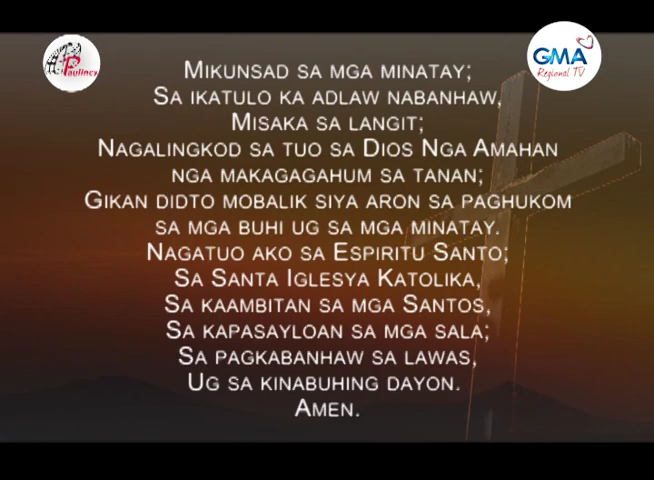 Paulincy
GMA
Regional TV
Mikunsad sa mga minatay;
Sa ikatulo ka adlaw nabanhaw,
Misaka sa langit;
Nagalingkod sa tuo sa Dios Nga Amahan
nga makagagahum sa tanan;
Gikan didto mobalik siya aron sa paghukom
sa mga buhi ug sa mga minatay.
Nagatuo ako sa Espiritu Santo;
Sa Santa Iglesya Katolika,
Sa kaambitan sa mga Santos,
Sa kapasayloan sa mga sala;
Sa pagkabanhaw sa lawas,
Ug sa kinabuhing dayon.
Amen.